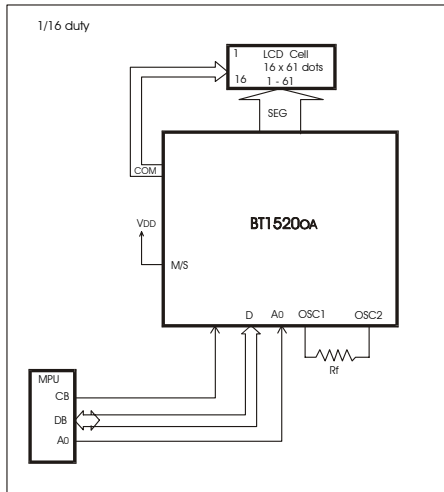 1/16 duty
1 LCD Cell
16 x 61 dots
16 1 - 61
SEG
COM
VDD
BT1520OA
M/S
D A0 OSC1 OSC2
Rf
MPU
CB
DB
A0